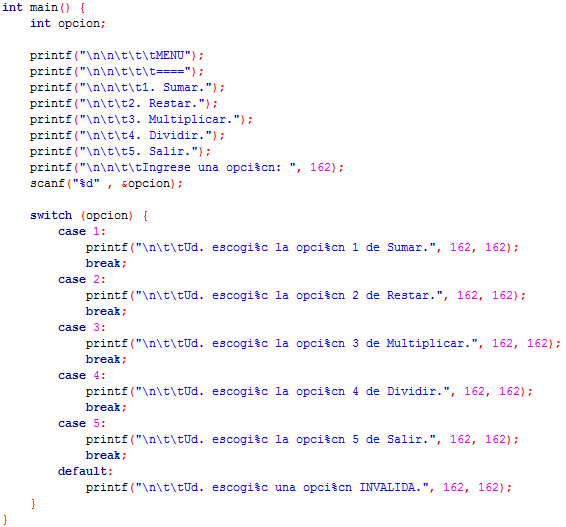 int main() {
    int opcion;

    printf("\n\n\t\t\tMENU");
    printf("\n\t\t\t====");
    printf("\n\n\t\t1. Sumar.");
    printf("\n\t\t2. Restar.");
    printf("\n\t\t3. Multiplicar.");
    printf("\n\t\t4. Dividir.");
    printf("\n\t\t5. Salir.");
    printf("\n\n\t\tIngrese una opci%cn: ", 162);
    scanf("%d" , &opcion);

    switch (opcion) {
        case 1:
            printf("\n\t\tUd. escogi%c la opci%cn 1 de Sumar.", 162, 162);
            break;
        case 2:
            printf("\n\t\tUd. escogi%c la opci%cn 2 de Restar.", 162, 162);
            break;
        case 3:
            printf("\n\t\tUd. escogi%c la opci%cn 3 de Multiplicar.", 162, 162);
            break;
        case 4:
            printf("\n\t\tUd. escogi%c la opci%cn 4 de Dividir.", 162, 162);
            break;
        case 5:
            printf("\n\t\tUd. escogi%c la opci%cn 5 de Salir.", 162, 162);
            break;
        default:
            printf("\n\t\tUd. escogi%c una opci%cn INVALIDA.", 162, 162);
    }
}